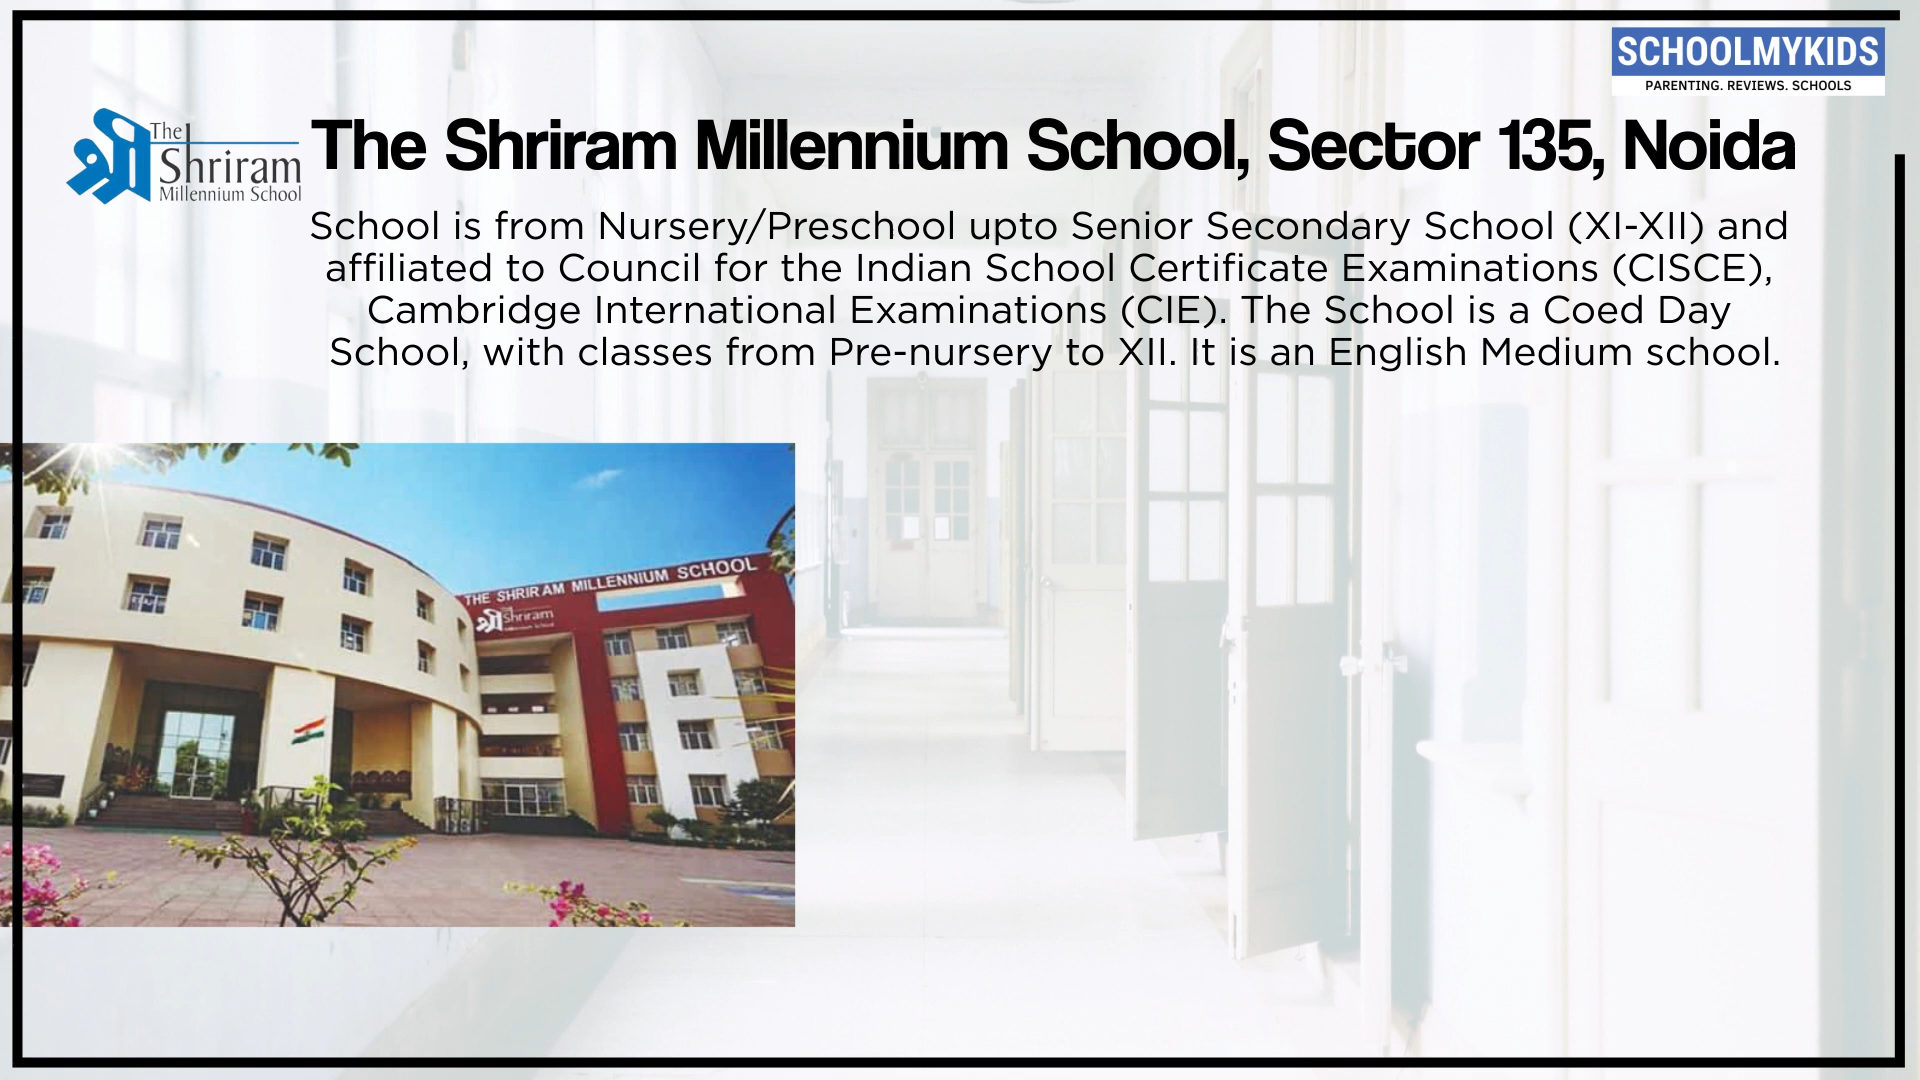 SCHOOLMYKIDS
PARENTING. REVIEWS. SCHOOLS
The
Shriram
Millennium School
The Shriram Millennium School, Sector 135, Noida
School is from Nursery/Preschool upto Senior Secondary School (XI-XII) and
affiliated to Council for the Indian School Certificate Examinations (CISCE),
Cambridge International Examinations (CIE). The School is a Coed Day
School, with classes from Pre-nursery to XII. It is an English Medium school.
THE SHRIRAM MILLENNIUM SCHOOL
श्री The
Shriram
Millennium School